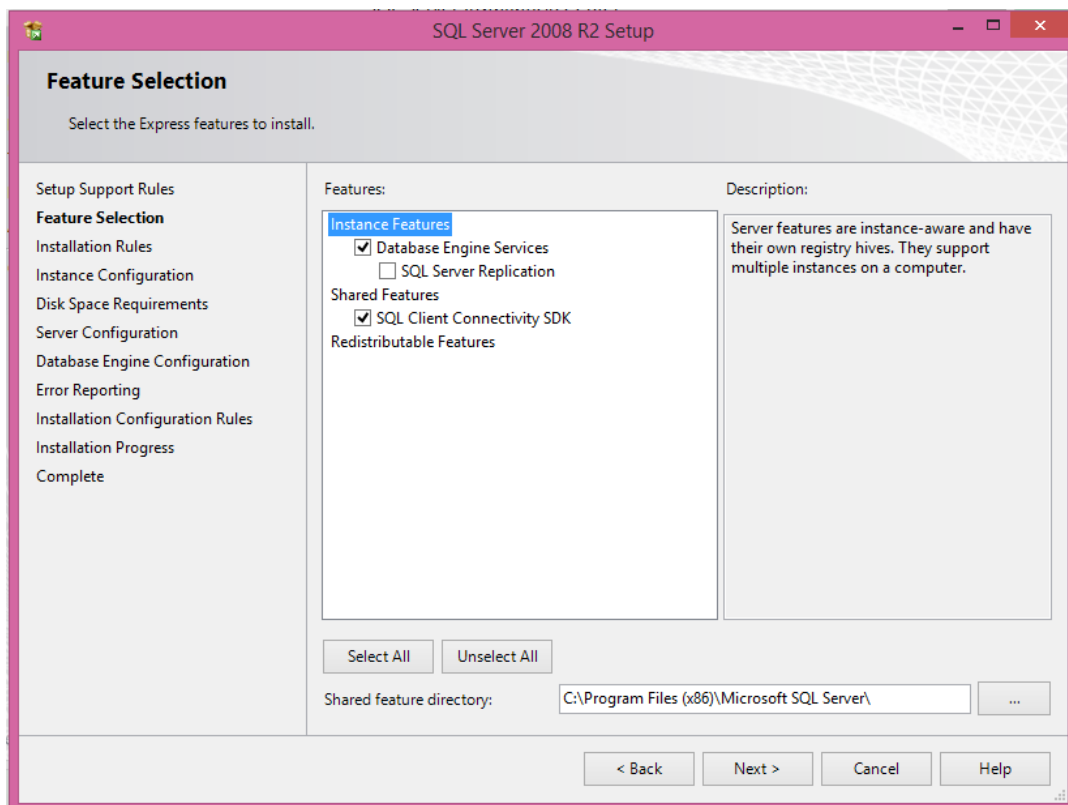 SQL Server 2008 R2 Setup
Feature Selection
Select the Express features to install.
Setup Support Rules
Feature Selection
Installation Rules
Instance Configuration
Disk Space Requirements
Server Configuration
Database Engine Configuration
Error Reporting
Installation Configuration Rules
Installation Progress
Complete
Features:
Instance Features
Database Engine Services
SQL Server Replication
Shared Features
SQL Client Connectivity SDK
Redistributable Features
Description:
Server features are instance-aware and have
their own registry hives. They support
multiple instances on a computer.
Select All
Unselect All
Shared feature directory:
C:\Program Files (x86)\Microsoft SQL Server\
...
< Back
Next >
Cancel
Help